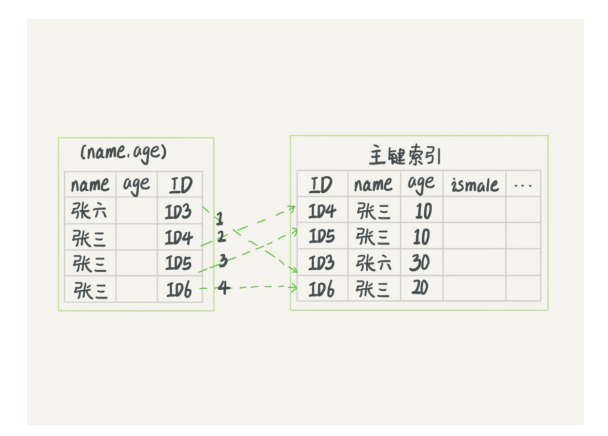 (name.age)
name age ID
张六 ID3
张三 ID4
张三 ID5
张三 ID6
1
2
3
4
主键索引
ID name age ismale ...
ID4 张三 10
ID5 张三 10
ID3 张六 30
ID6 张三 20